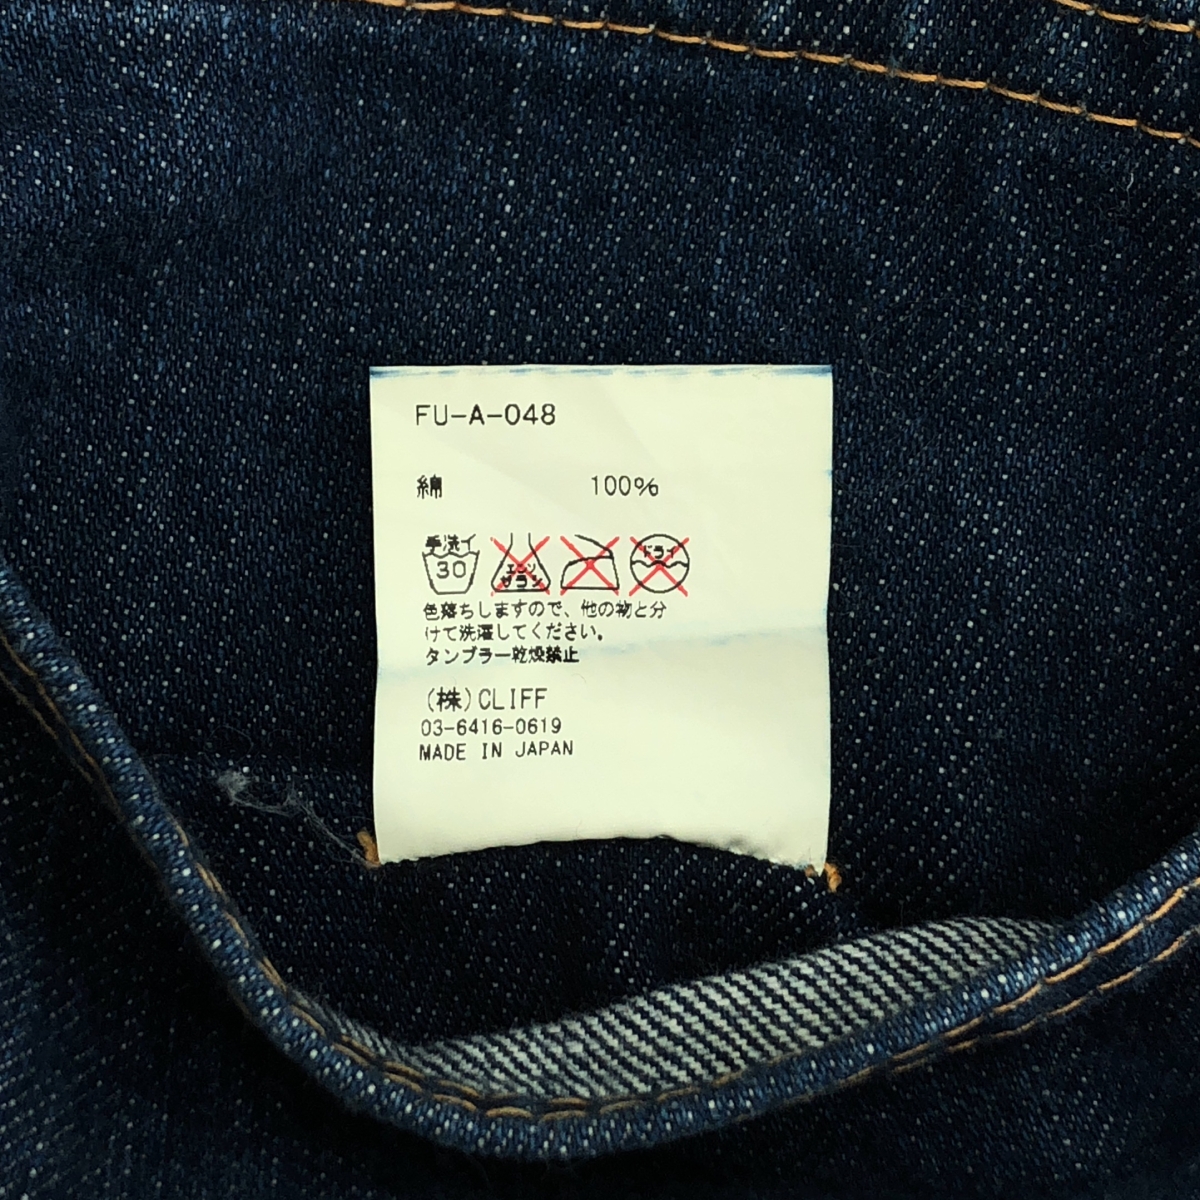 FU-A-048
綿 100%
手洗イ 30 エンソ サラシ ドライ
色落ちしますので、他の物と分
けて洗濯してください。
タンブラー乾燥禁止
(株)CLIFF
03-6416-0619
MADE IN JAPAN